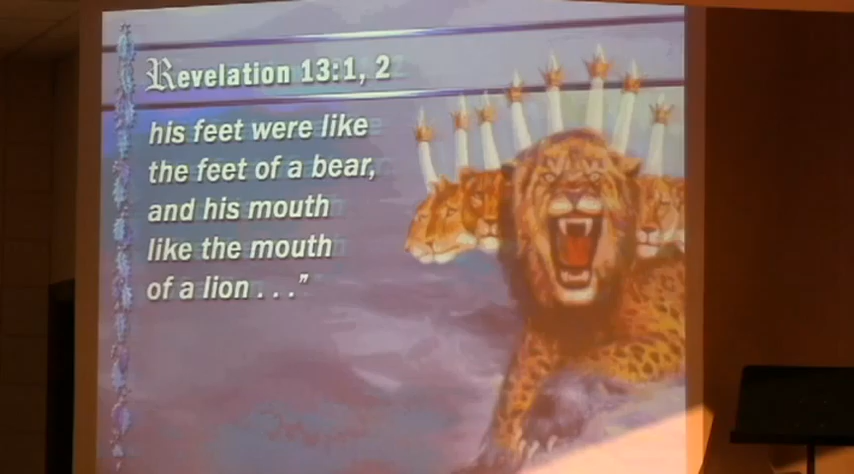 Revelation 13:1, 2
his feet were like
the feet of a bear,
and his mouth
like the mouth
of a lion . . ."